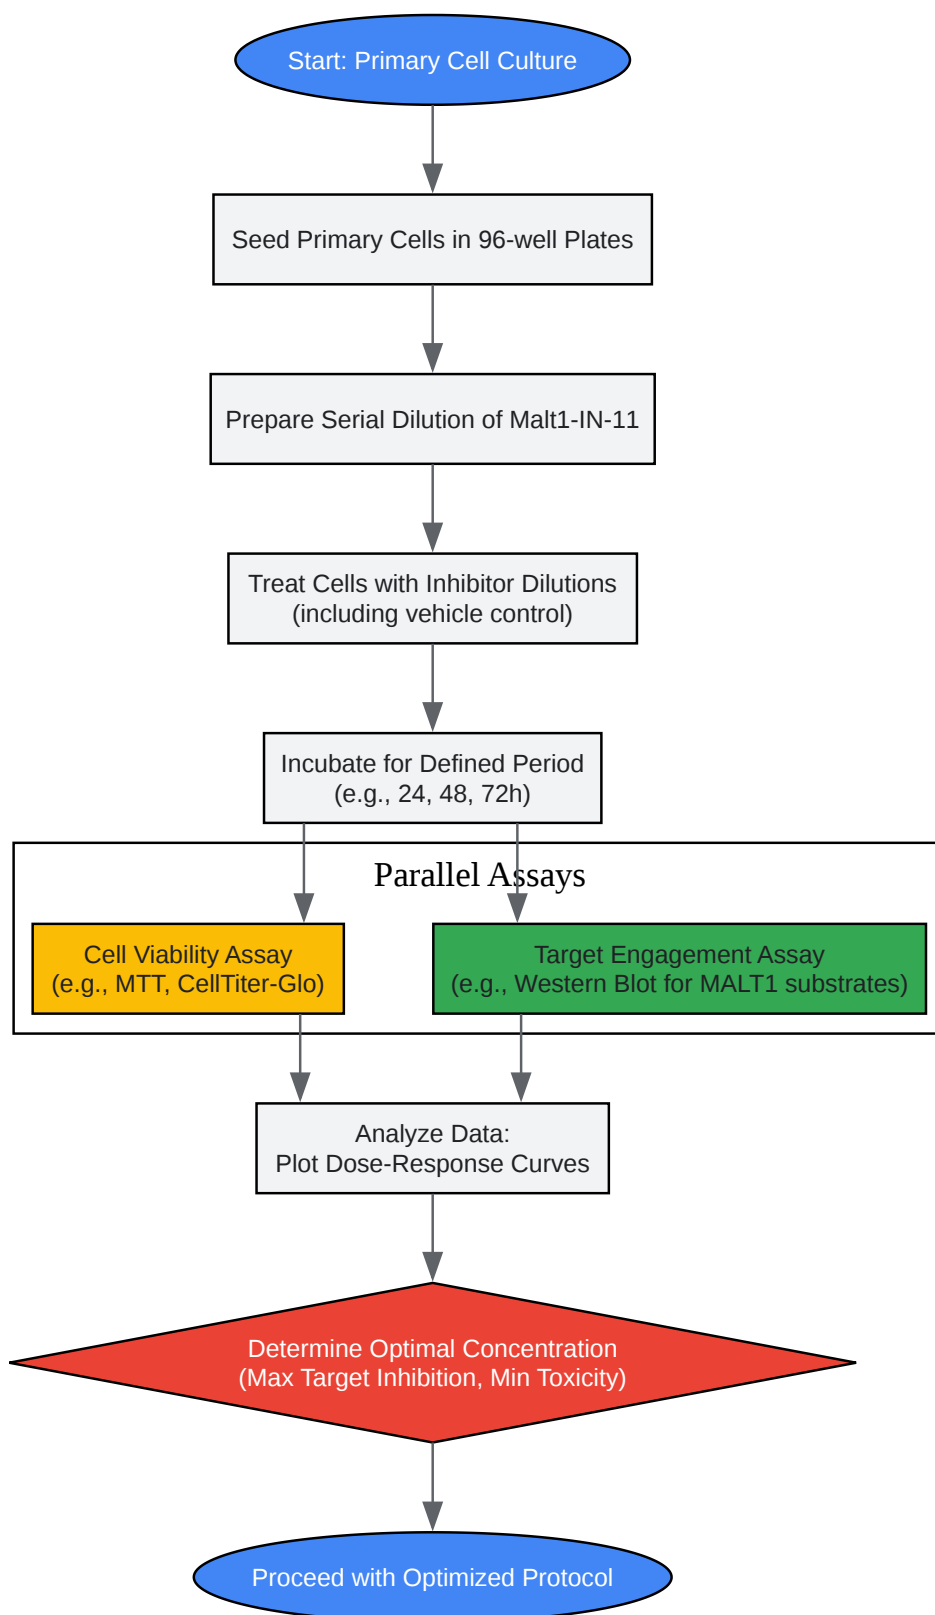 Start: Primary Cell Culture
Seed Primary Cells in 96-well Plates
Prepare Serial Dilution of Malt1-IN-11
Treat Cells with Inhibitor Dilutions
(including vehicle control)
Incubate for Defined Period
(e.g., 24, 48, 72h)
Parallel Assays
Cell Viability Assay
(e.g., MTT, CellTiter-Glo)
Target Engagement Assay
(e.g., Western Blot for MALT1 substrates)
Analyze Data:
Plot Dose-Response Curves
Determine Optimal Concentration
(Max Target Inhibition, Min Toxicity)
Proceed with Optimized Protocol